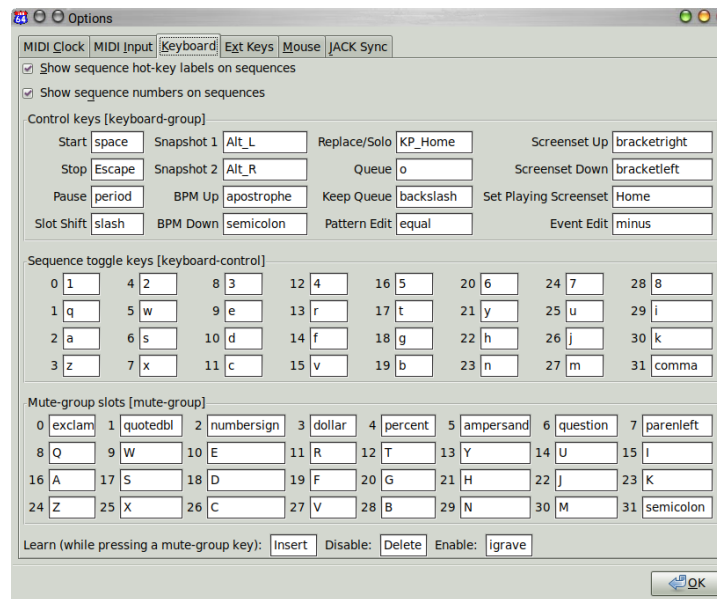 64 Options
MIDI Clock MIDI Input Keyboard Ext Keys Mouse JACK Sync
Show sequence hot-key labels on sequences
Show sequence numbers on sequences
Control keys [keyboard-group]
Start space Snapshot 1 Alt_L Replace/Solo KP_Home Screenset Up bracketright
Stop Escape Snapshot 2 Alt_R Queue o Screenset Down bracketleft
Pause period BPM Up apostrophe Keep Queue backslash Set Playing Screenset Home
Slot Shift slash BPM Down semicolon Pattern Edit equal Event Edit minus
Sequence toggle keys [keyboard-control]
0 1 4 2 8 3 12 4 16 5 20 6 24 7 28 8
1 q 5 w 9 e 13 r 17 t 21 y 25 u 29 i
2 a 6 s 10 d 14 f 18 g 22 h 26 j 30 k
3 z 7 x 11 c 15 v 19 b 23 n 27 m 31 comma
Mute-group slots [mute-group]
0 exclam 1 quotedbl 2 numbersign 3 dollar 4 percent 5 ampersand 6 question 7 parenleft
8 Q 9 W 10 E 11 R 12 T 13 Y 14 U 15 I
16 A 17 S 18 D 19 F 20 G 21 H 22 J 23 K
24 Z 25 X 26 C 27 V 28 B 29 N 30 M 31 semicolon
Learn (while pressing a mute-group key): Insert Disable: Delete Enable: igrave
OK